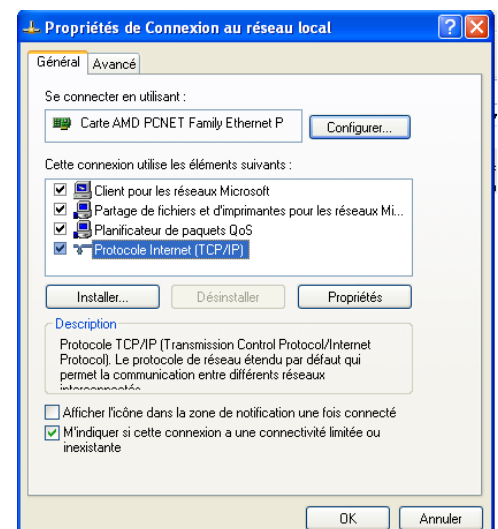 Propriétés de Connexion au réseau local
Général Avancé
Se connecter en utilisant :
Carte AMD PCNET Family Ethernet P Configurer...
Cette connexion utilise les éléments suivants :
Client pour les réseaux Microsoft
Partage de fichiers et d'imprimantes pour les réseaux Mi...
Planificateur de paquets QoS
Protocole Internet (TCP/IP)
Installer... Désinstaller Propriétés
Description
Protocole TCP/IP (Transmission Control Protocol/Internet
Protocol). Le protocole de réseau étendu par défaut qui
permet la communication entre différents réseaux
interconnectés
Afficher l'icône dans la zone de notification une fois connecté
M'indiquer si cette connexion a une connectivité limitée ou
inexistante
OK Annuler